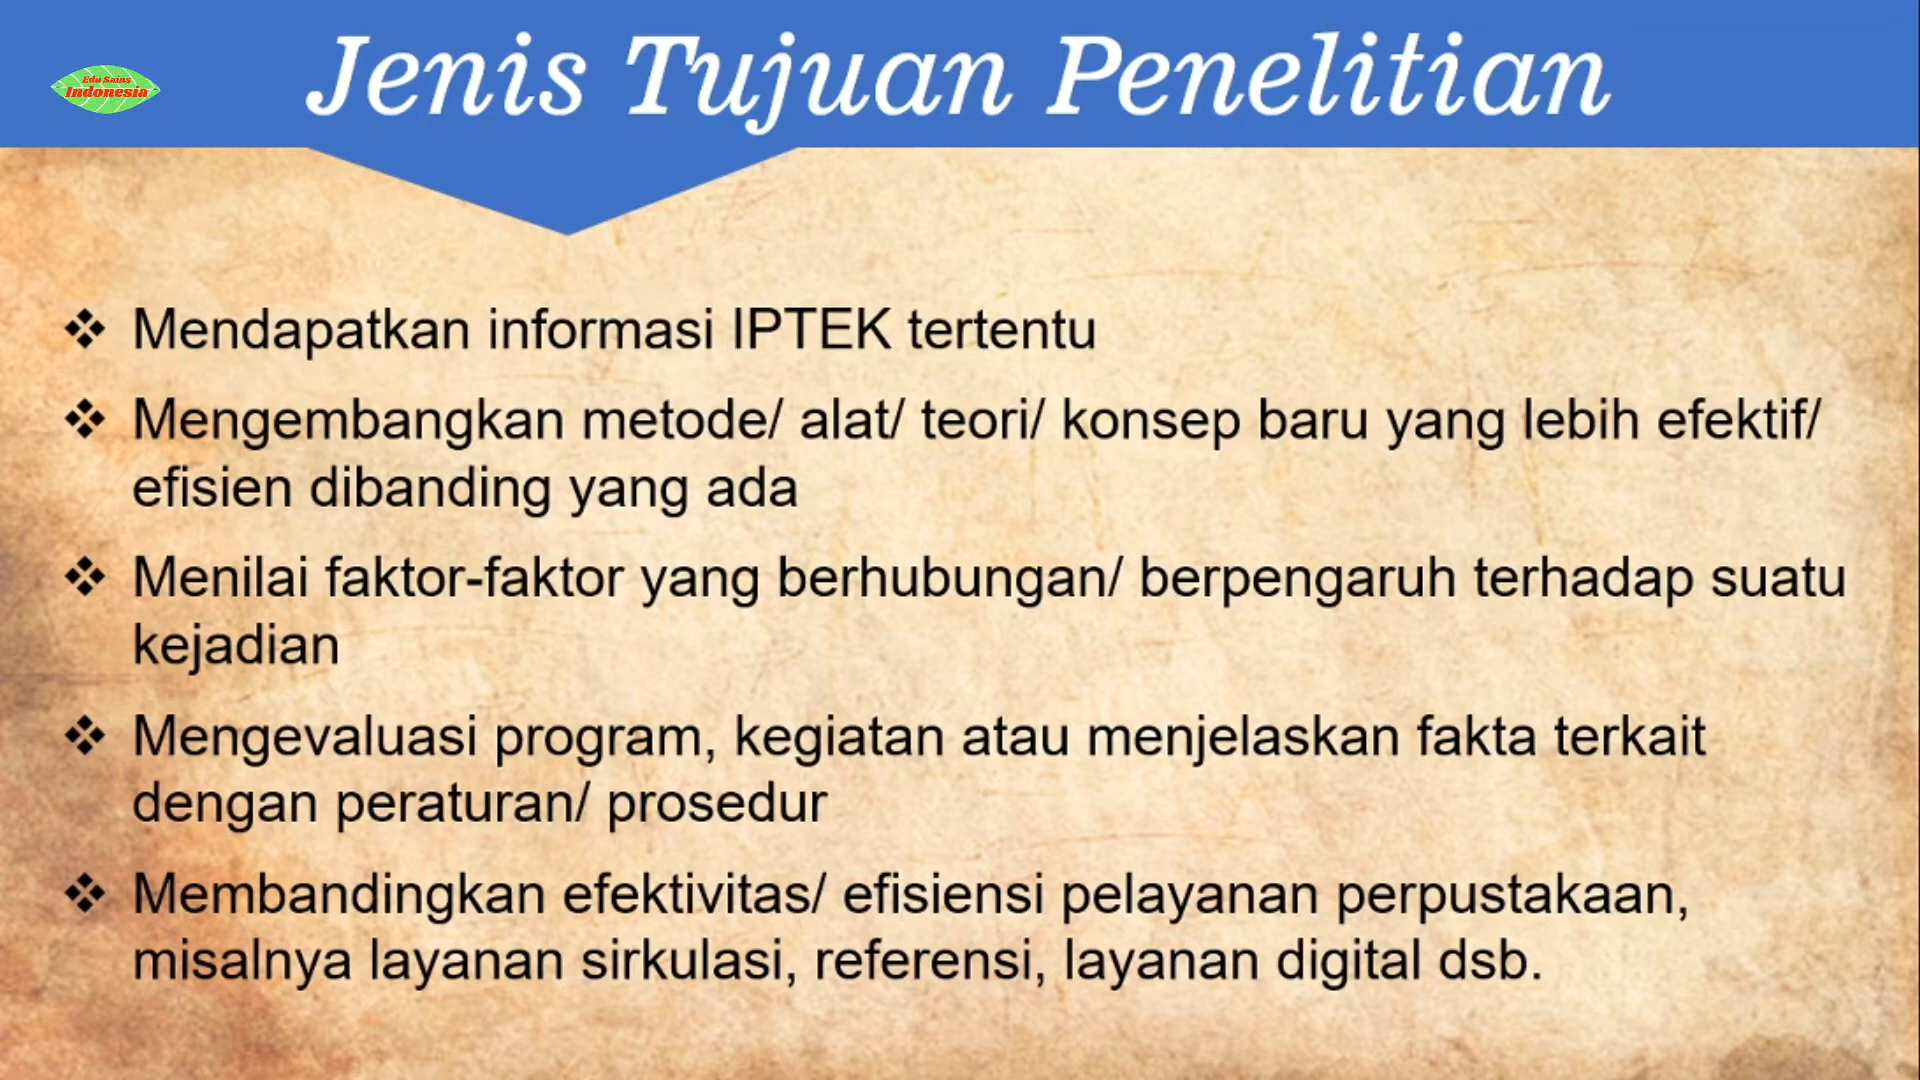 Edu Sains
Indonesia
Jenis Tujuan Penelitian
❖ Mendapatkan informasi IPTEK tertentu
❖ Mengembangkan metode/ alat/ teori/ konsep baru yang lebih efektif/
efisien dibanding yang ada
❖ Menilai faktor-faktor yang berhubungan/ berpengaruh terhadap suatu
kejadian
❖ Mengevaluasi program, kegiatan atau menjelaskan fakta terkait
dengan peraturan/ prosedur
❖ Membandingkan efektivitas/ efisiensi pelayanan perpustakaan,
misalnya layanan sirkulasi, referensi, layanan digital dsb.